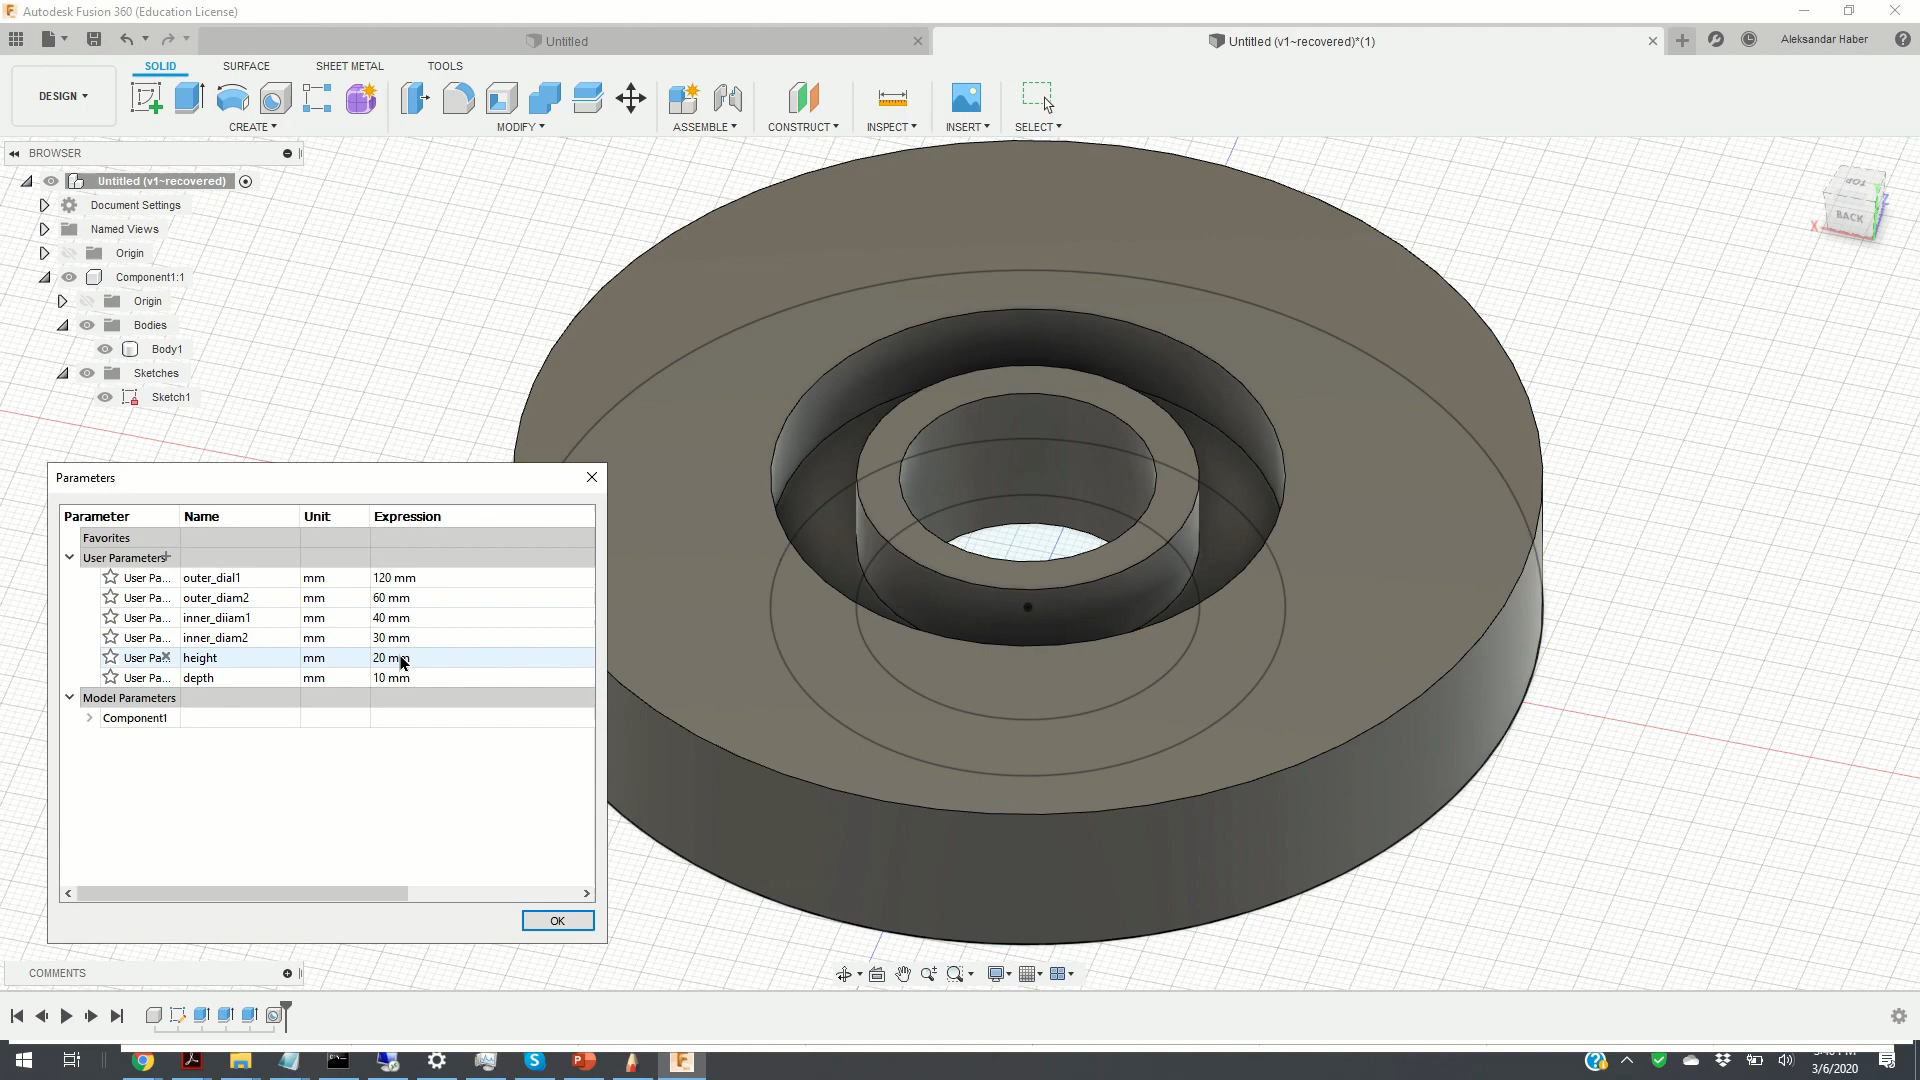 Autodesk Fusion 360 (Education License)
Untitled
Untitled (v1~recovered)*(1)
Aleksandar Haber
DESIGN
SOLID
SURFACE
SHEET METAL
TOOLS
CREATE
MODIFY
ASSEMBLE
CONSTRUCT
INSPECT
INSERT
SELECT
BROWSER
Untitled (v1~recovered)
Document Settings
Named Views
Origin
Component1:1
Origin
Bodies
Body1
Sketches
Sketch1
TOP
BACK
X
Z
Parameters
Parameter Name Unit Expression
Favorites
User Parameters
User Pa... outer_dial1 mm 120 mm
User Pa... outer_diam2 mm 60 mm
User Pa... inner_diiam1 mm 40 mm
User Pa... inner_diam2 mm 30 mm
User Pa... height mm 20 mm
User Pa... depth mm 10 mm
Model Parameters
Component1
OK
COMMENTS
3/6/2020